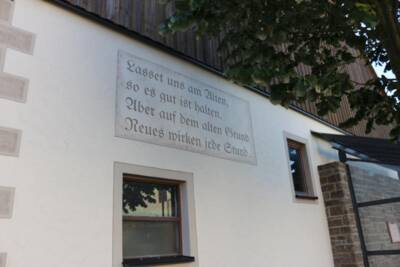 Lasset uns am Alten,
so es gut ist halten.
Aber auf dem alten Grund
Neues wirken jede Stund